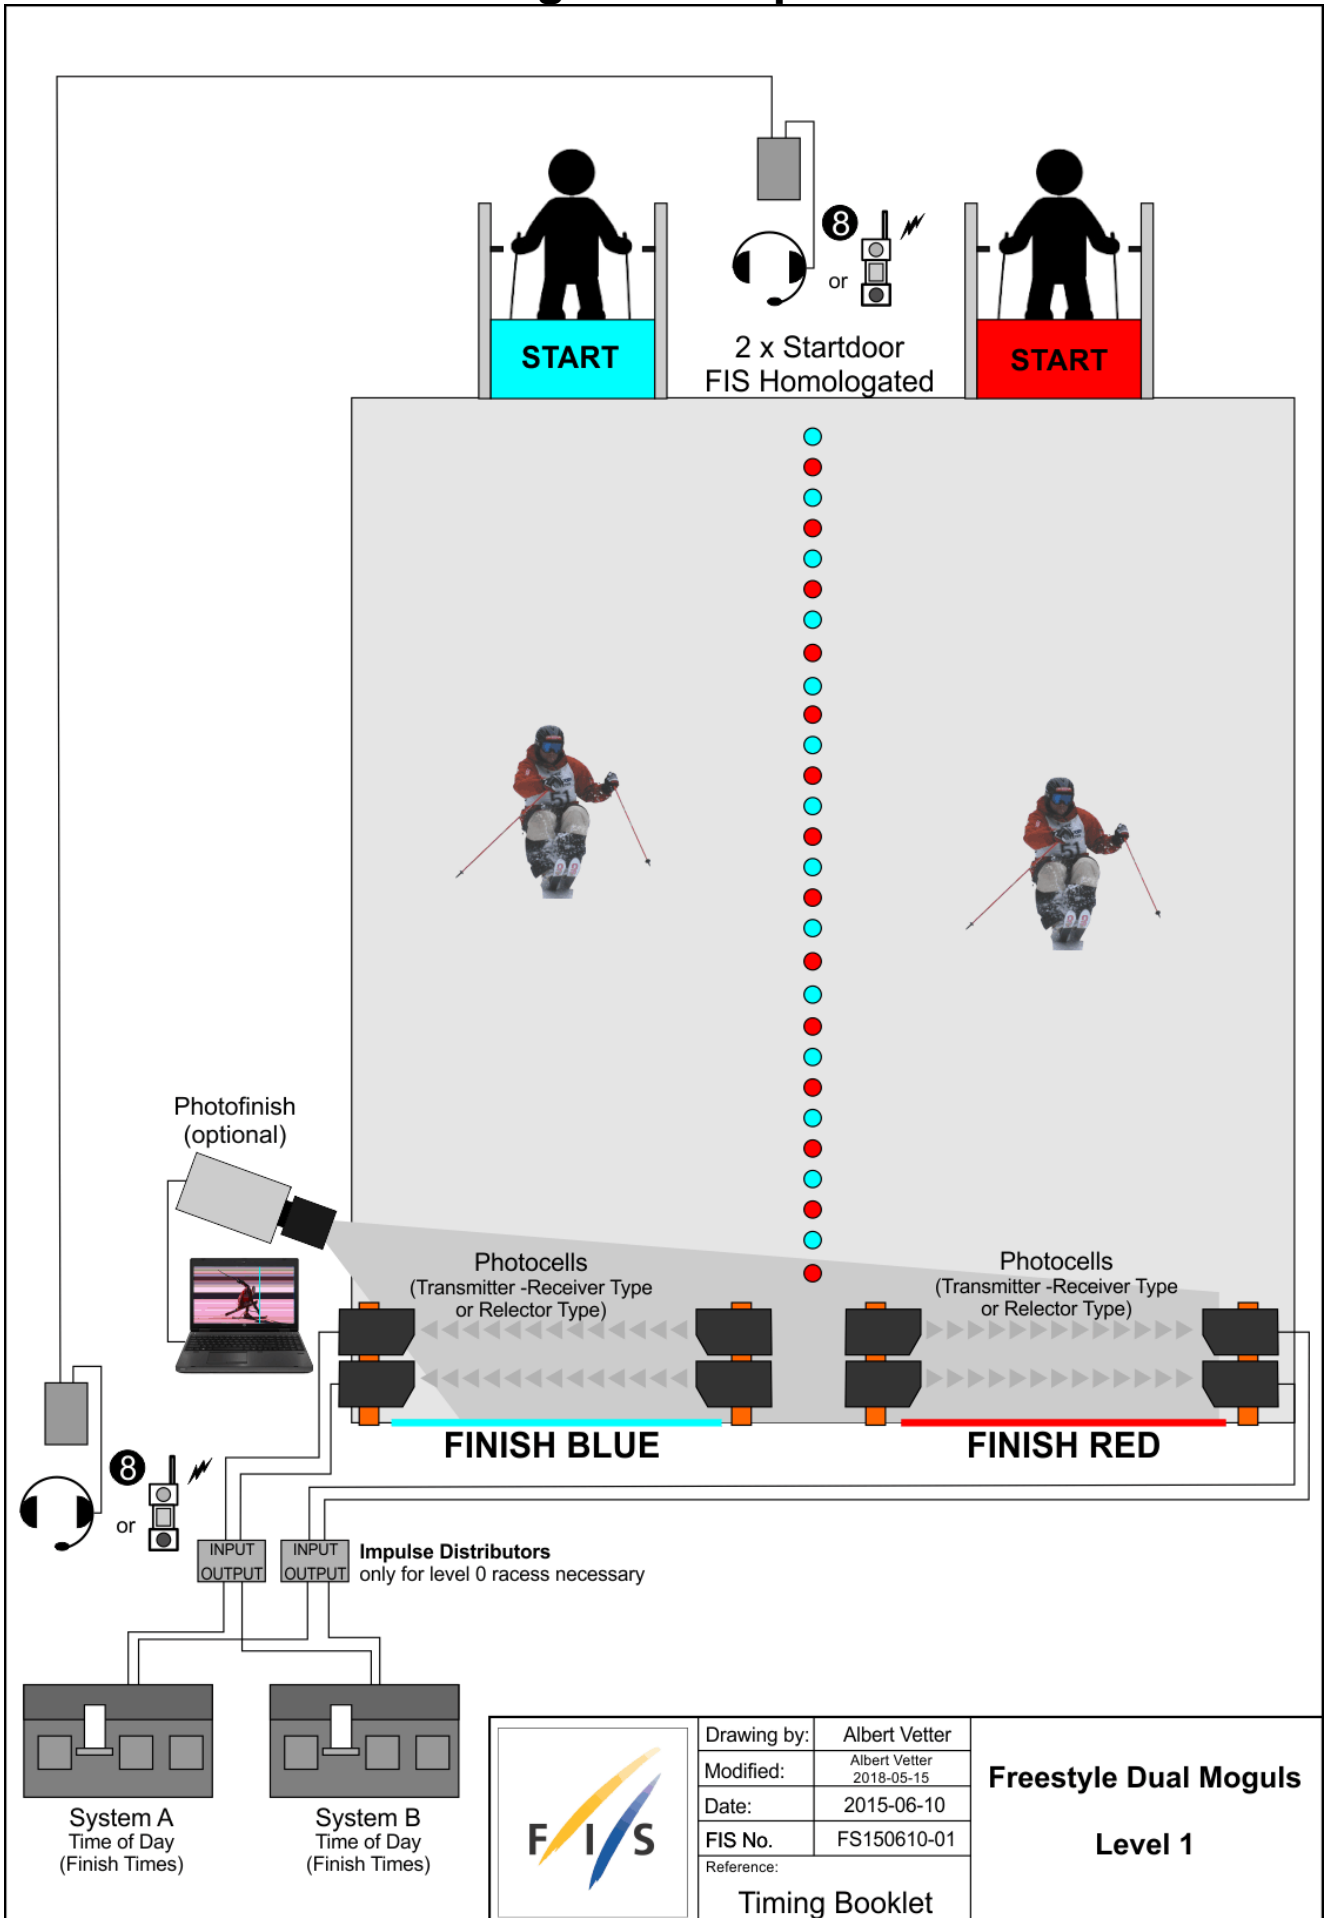 8
or
START
START
2 x Startdoor
FIS Homologated
51
51
Photofinish
(optional)
Photocells
(Transmitter -Receiver Type
or Relector Type)
Photocells
(Transmitter -Receiver Type
or Relector Type)
FINISH BLUE
FINISH RED
8
or
INPUT
OUTPUT
INPUT
OUTPUT
Impulse Distributors
only for level 0 racess necessary
System A
Time of Day
(Finish Times)
System B
Time of Day
(Finish Times)
FIS
Drawing by: Albert Vetter
Modified: Albert Vetter
2018-05-15
Date: 2015-06-10
FIS No. FS150610-01
Reference:
Timing Booklet
Freestyle Dual Moguls
Level 1